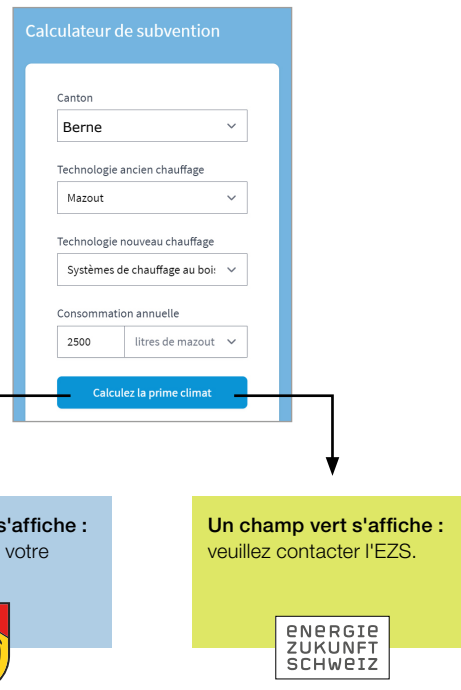 Calculateur de subvention
Canton
Berne
Technologie ancien chauffage
Mazout
Technologie nouveau chauffage
Systèmes de chauffage au bois
Consommation annuelle
2500 litres de mazout
Calculez la prime climat
s'affiche :
votre
Un champ vert s'affiche :
veuillez contacter l'EZS.
eNeRGIe
ZUKUNFT
SCHWeIZ